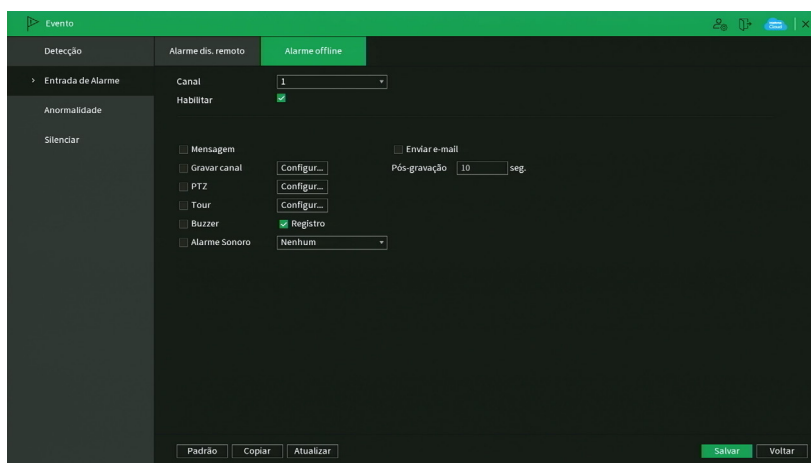 Evento
Detecção
Entrada de Alarme
Anormalidade
Silenciar
Alarme dis. remoto
Alarme offline
Canal 1
Habilitar
Mensagem Enviar e-mail
Gravar canal Configur... Pós-gravação 10 seg.
PTZ Configur...
Tour Configur...
Buzzer Registro
Alarme Sonoro Nenhum
Padrão Copiar Atualizar Salvar Voltar